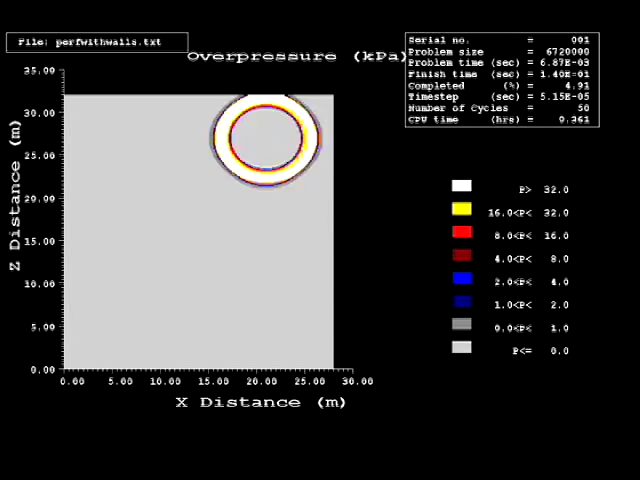 File: perfwithwalls.txt
Overpressure (kPa)
Serial no. = 001
Problem size = 6720000
Problem time (sec) = 6.87E-03
Finish time (sec) = 1.40E-01
Completed (%) = 4.91
Timestep (sec) = 5.15E-05
Number of Cycles = 50
CPU time (hrs) = 0.361
35.00
30.00
25.00
20.00
15.00
10.00
5.00
0.00
Z Distance (m)
0.00 5.00 10.00 15.00 20.00 25.00 30.00
X Distance (m)
P> 32.0
16.0<P< 32.0
8.0<P< 16.0
4.0<P< 8.0
2.0<P< 4.0
1.0<P< 2.0
0.0<P< 1.0
P<= 0.0